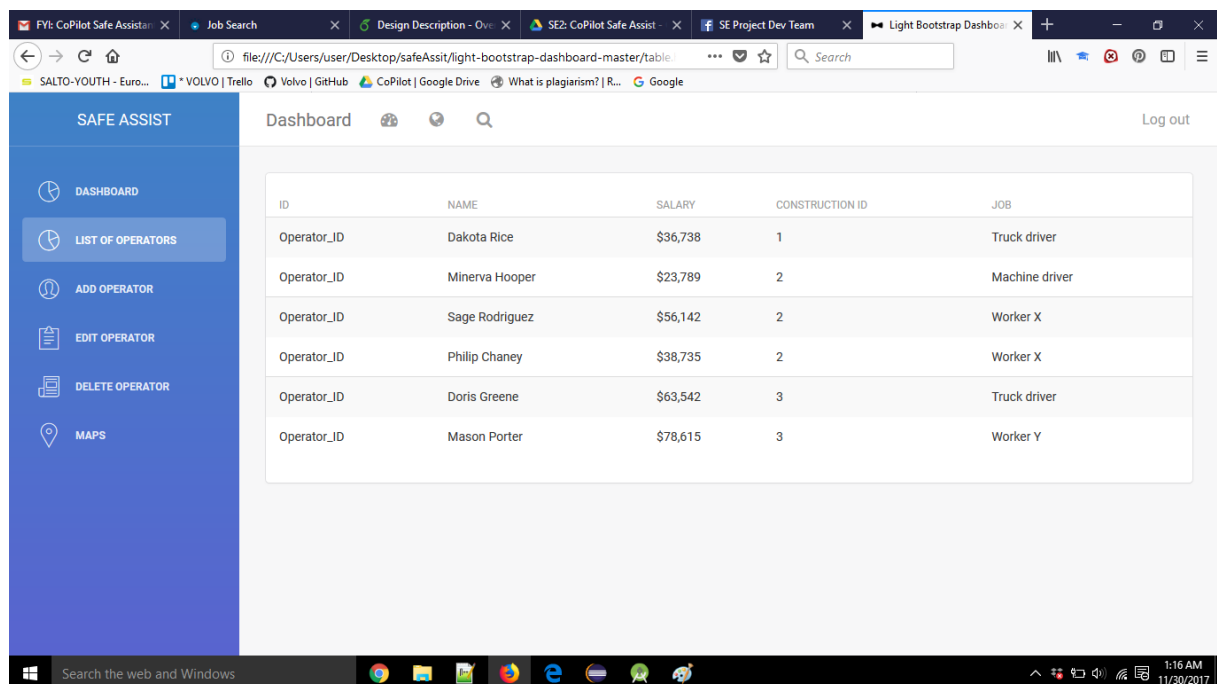 FYI: CoPilot Safe Assistan
Job Search
Design Description - Ove
SE2: CoPilot Safe Assist -
SE Project Dev Team
Light Bootstrap Dashboa
file:///C:/Users/user/Desktop/safeAssit/light-bootstrap-dashboard-master/table.
Search
SALTO-YOUTH - Euro...
* VOLVO | Trello
Volvo | GitHub
CoPilot | Google Drive
What is plagiarism? | R...
Google
SAFE ASSIST
Dashboard
Log out
DASHBOARD
LIST OF OPERATORS
ADD OPERATOR
EDIT OPERATOR
DELETE OPERATOR
MAPS
ID NAME SALARY CONSTRUCTION ID JOB
Operator_ID Dakota Rice $36,738 1 Truck driver
Operator_ID Minerva Hooper $23,789 2 Machine driver
Operator_ID Sage Rodriguez $56,142 2 Worker X
Operator_ID Philip Chaney $38,735 2 Worker X
Operator_ID Doris Greene $63,542 3 Truck driver
Operator_ID Mason Porter $78,615 3 Worker Y
Search the web and Windows
1:16 AM
11/30/2017